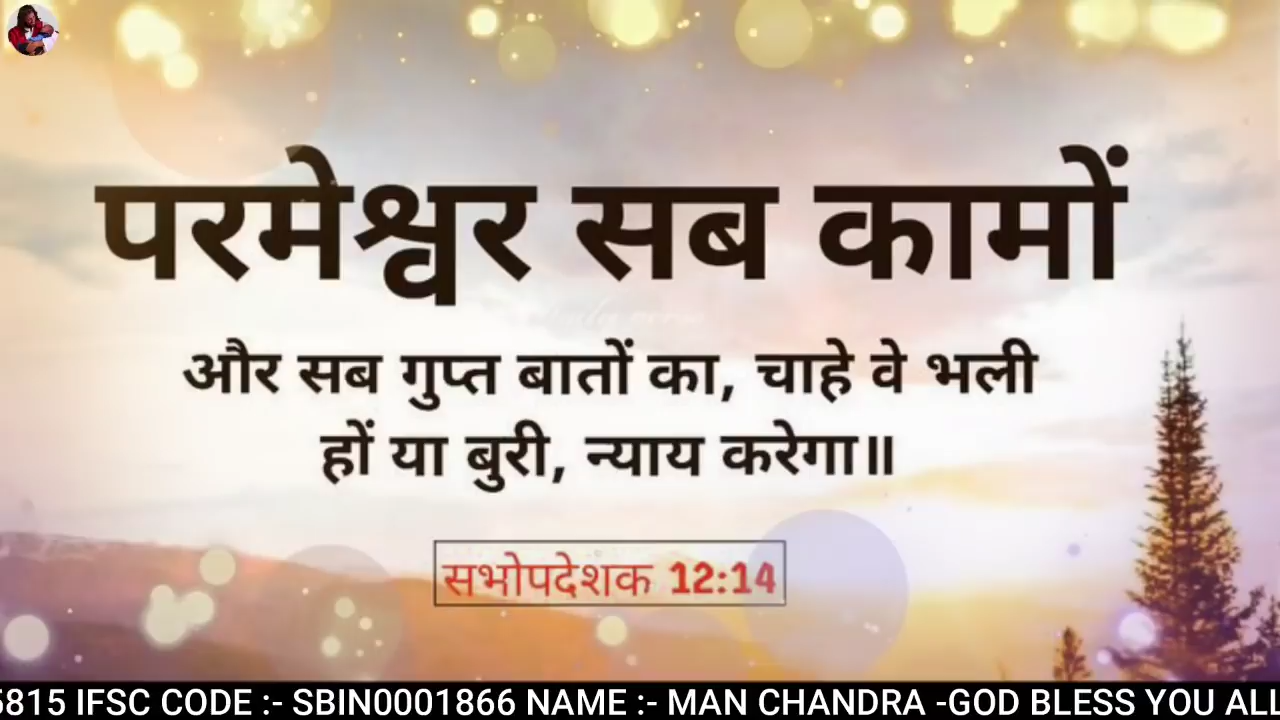 परमेश्वर सब कामों
और सब गुप्त बातों का, चाहे वे भली
हों या बुरी, न्याय करेगा॥
सभोपदेशक 12:14
5815 IFSC CODE :- SBIN0001866 NAME :- MAN CHANDRA -GOD BLESS YOU ALL